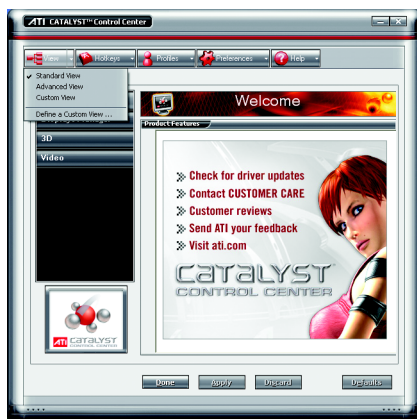 ATI CATALYST™ Control Center
View
Hotkeys
Profiles
Preferences
Help
Standard View
Advanced View
Custom View
Define a Custom View ...
3D
Video
Welcome
Product Features
Check for driver updates
Contact CUSTOMER CARE
Customer reviews
Send ATI your feedback
Visit ati.com
CATALYST
CONTROL CENTER
ATI CATALYST
CONTROL CENTER
Done
Apply
Discard
Defaults